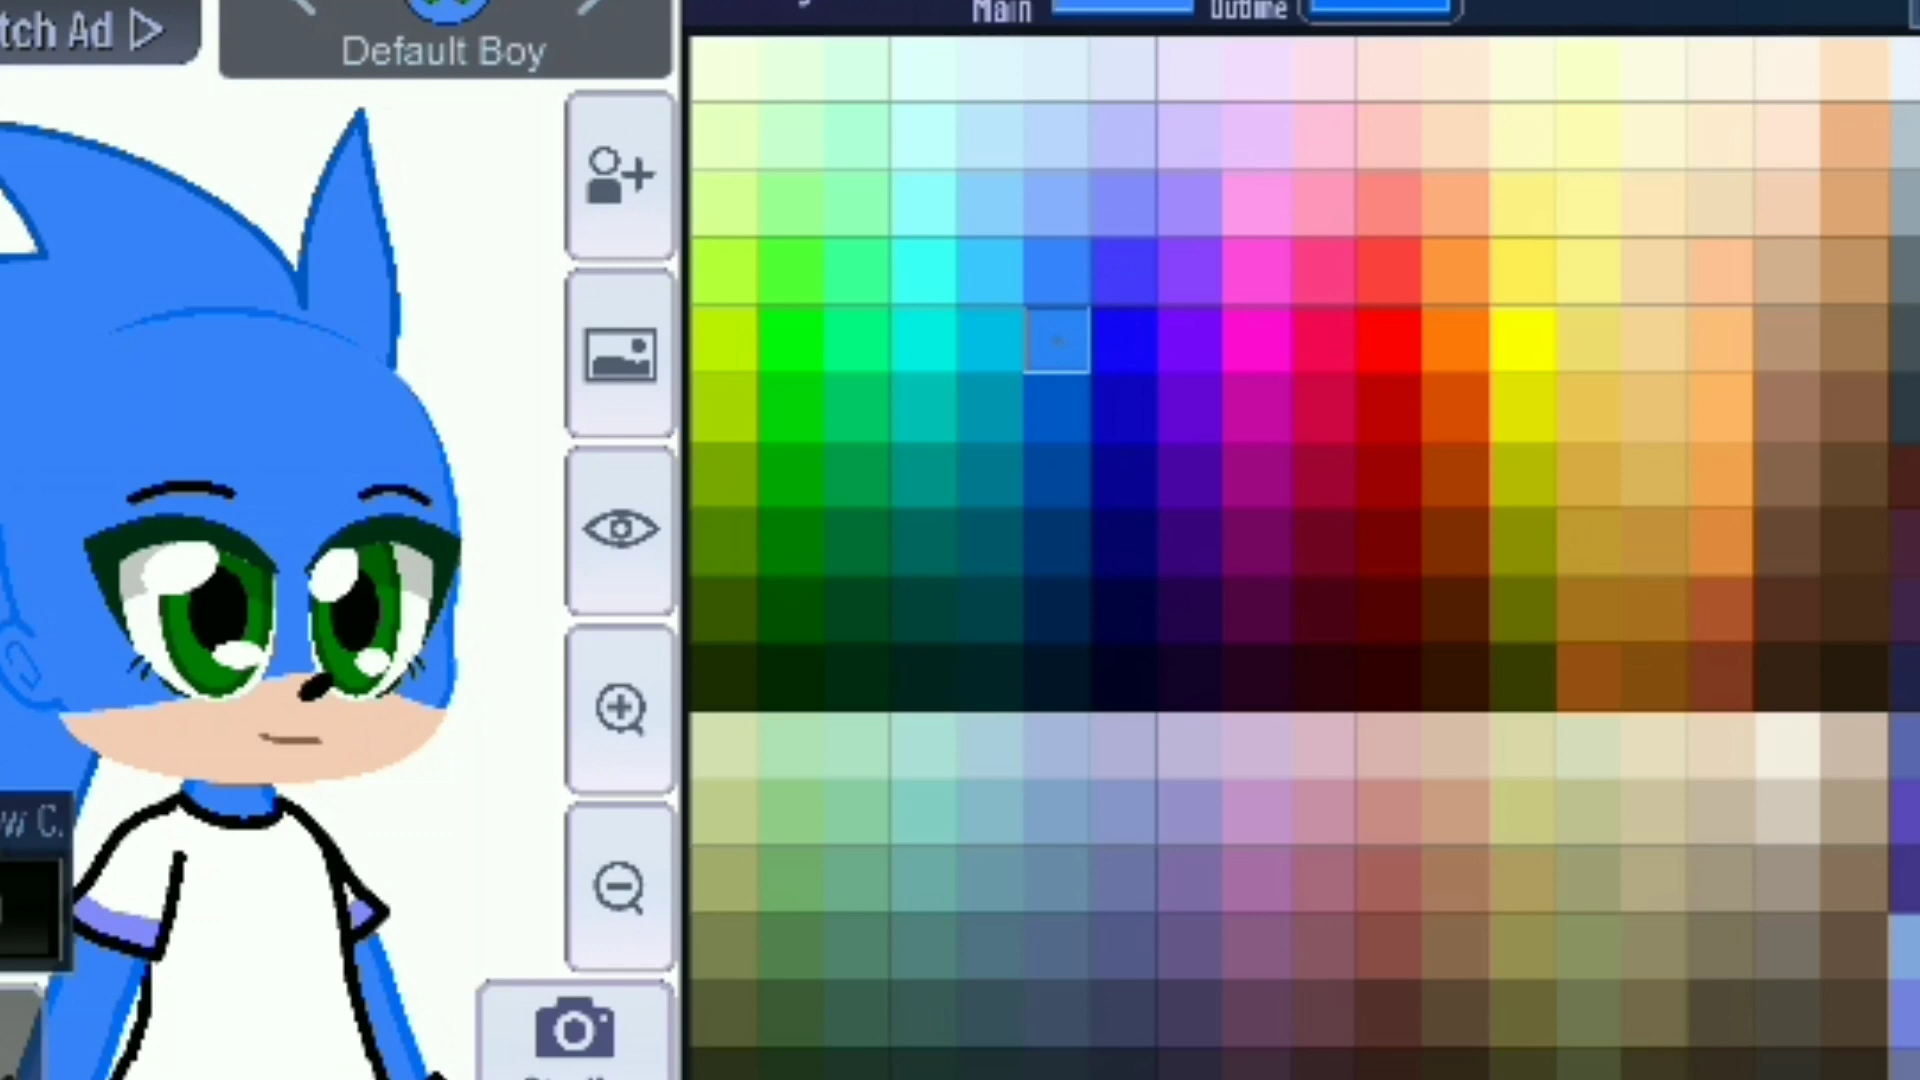 tch Ad
Default Boy
Main
Outline
w C.